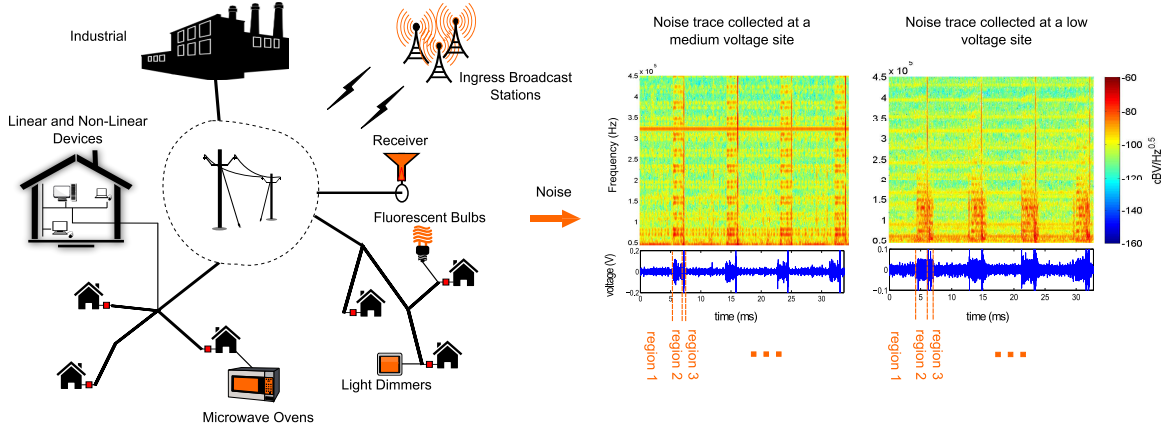 Industrial
Ingress Broadcast
Stations
Linear and Non-Linear
Devices
Receiver
Fluorescent Bulbs
Light Dimmers
Microwave Ovens
Noise
Noise trace collected at a
medium voltage site
x 10 5
4.5
4
3.5
3
2.5
2
1.5
1
0.5
Frequency (Hz)
0.1
0
-0.2
voltage (V)
0 5 10 15 20 25 30
time (ms)
region 1
region 2
region 3
...
Noise trace collected at a low
voltage site
x 10 5
4.5
4
3.5
3
2.5
2
1.5
1
0.5
0.2
0
-0.1
0 5 10 15 20 25 30
time (ms)
region 1
region 2
region 3
...
-60
-80
-100
-120
-140
-160
cBV/Hz0.5